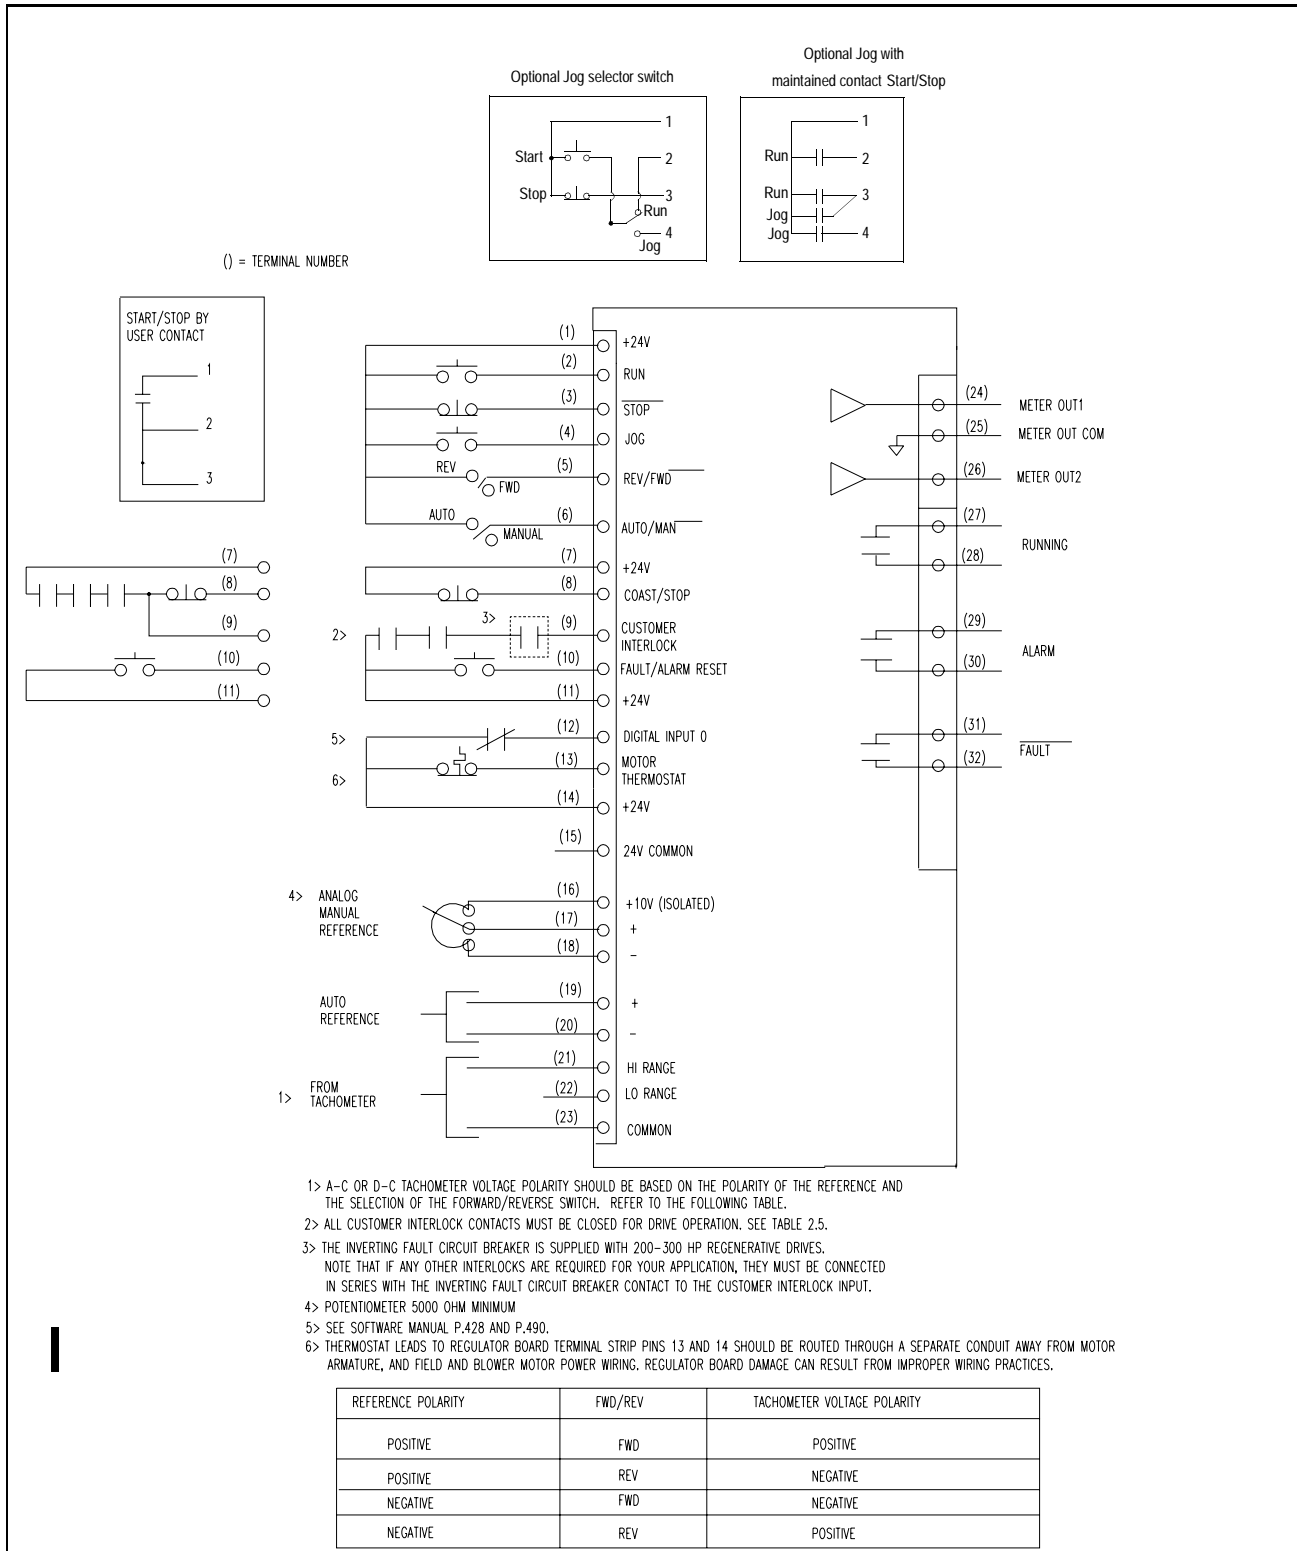 Optional Jog selector switch
1
Start
2
Stop
3
Run
4
Jog
Optional Jog with
maintained contact Start/Stop
1
Run
2
Run
3
Jog
Jog
4
() = TERMINAL NUMBER
START/STOP BY
USER CONTACT
1
2
3
(7)
(8)
(9)
(10)
(11)
(1) +24V
(2) RUN
(3) STOP
(4) JOG
REV FWD (5) REV/FWD
AUTO MANUAL (6) AUTO/MAN
(7) +24V
(8) COAST/STOP
2> 3> (9) CUSTOMER
INTERLOCK
(10) FAULT/ALARM RESET
(11) +24V
5> (12) DIGITAL INPUT 0
6> (13) MOTOR
THERMOSTAT
(14) +24V
(15) 24V COMMON
4> ANALOG
MANUAL
REFERENCE
(16) +10V (ISOLATED)
(17) +
(18) -
AUTO
REFERENCE
(19) +
(20) -
1> FROM
TACHOMETER
(21) HI RANGE
(22) LO RANGE
(23) COMMON
(24) METER OUT1
(25) METER OUT COM
(26) METER OUT2
(27)
RUNNING
(28)
(29)
ALARM
(30)
(31)
FAULT
(32)
1> A-C OR D-C TACHOMETER VOLTAGE POLARITY SHOULD BE BASED ON THE POLARITY OF THE REFERENCE AND
THE SELECTION OF THE FORWARD/REVERSE SWITCH. REFER TO THE FOLLOWING TABLE.
2> ALL CUSTOMER INTERLOCK CONTACTS MUST BE CLOSED FOR DRIVE OPERATION. SEE TABLE 2.5.
3> THE INVERTING FAULT CIRCUIT BREAKER IS SUPPLIED WITH 200-300 HP REGENERATIVE DRIVES.
NOTE THAT IF ANY OTHER INTERLOCKS ARE REQUIRED FOR YOUR APPLICATION, THEY MUST BE CONNECTED
IN SERIES WITH THE INVERTING FAULT CIRCUIT BREAKER CONTACT TO THE CUSTOMER INTERLOCK INPUT.
4> POTENTIOMETER 5000 OHM MINIMUM
5> SEE SOFTWARE MANUAL P.428 AND P.490.
6> THERMOSTAT LEADS TO REGULATOR BOARD TERMINAL STRIP PINS 13 AND 14 SHOULD BE ROUTED THROUGH A SEPARATE CONDUIT AWAY FROM MOTOR
ARMATURE, AND FIELD AND BLOWER MOTOR POWER WIRING. REGULATOR BOARD DAMAGE CAN RESULT FROM IMPROPER WIRING PRACTICES.
REFERENCE POLARITY FWD/REV TACHOMETER VOLTAGE POLARITY
POSITIVE FWD POSITIVE
POSITIVE REV NEGATIVE
NEGATIVE FWD NEGATIVE
NEGATIVE REV POSITIVE